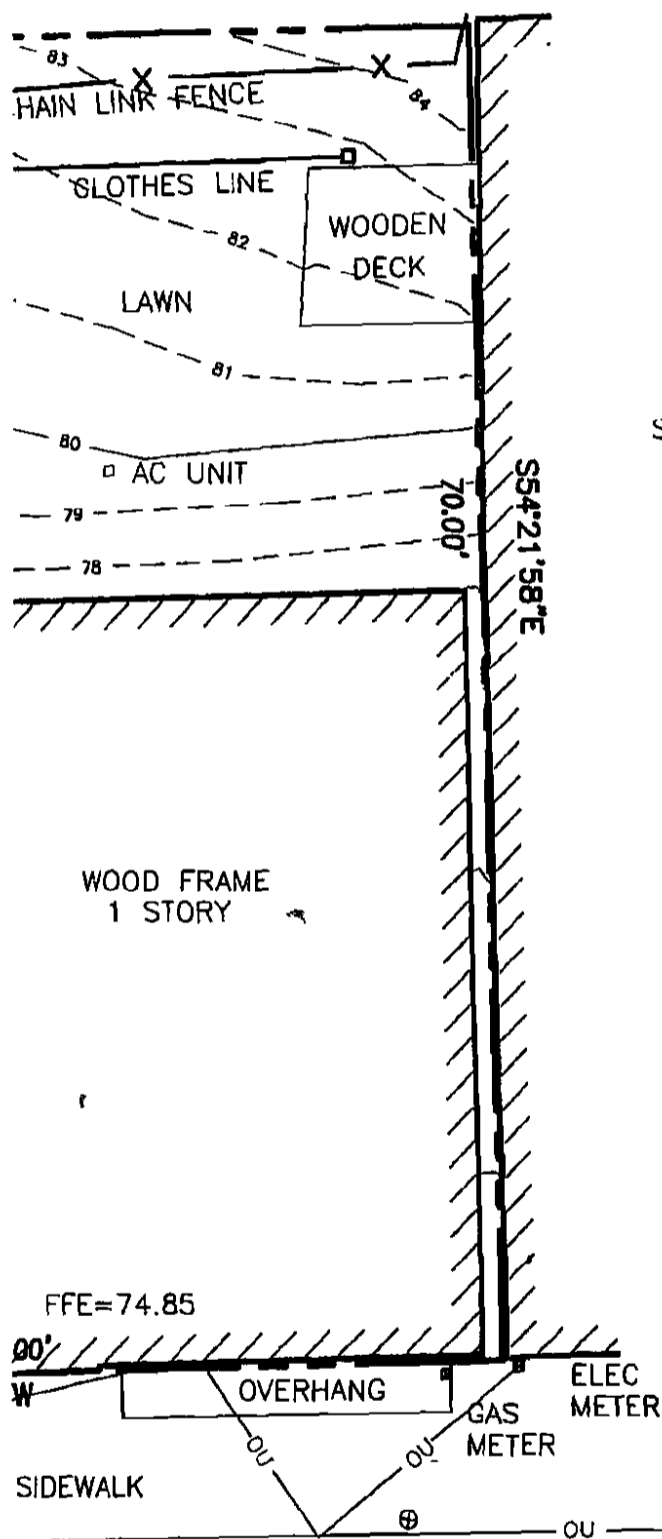 83
84
HAIN LINK FENCE
CLOTHES LINE
WOODEN
DECK
82
LAWN
81
80
AC UNIT
79
78
S54°21'58"E
70.00'
WOOD FRAME
1 STORY
FFE=74.85
00'
W
OVERHANG
ELEC
METER
GAS
METER
OU
OU
SIDEWALK
OU